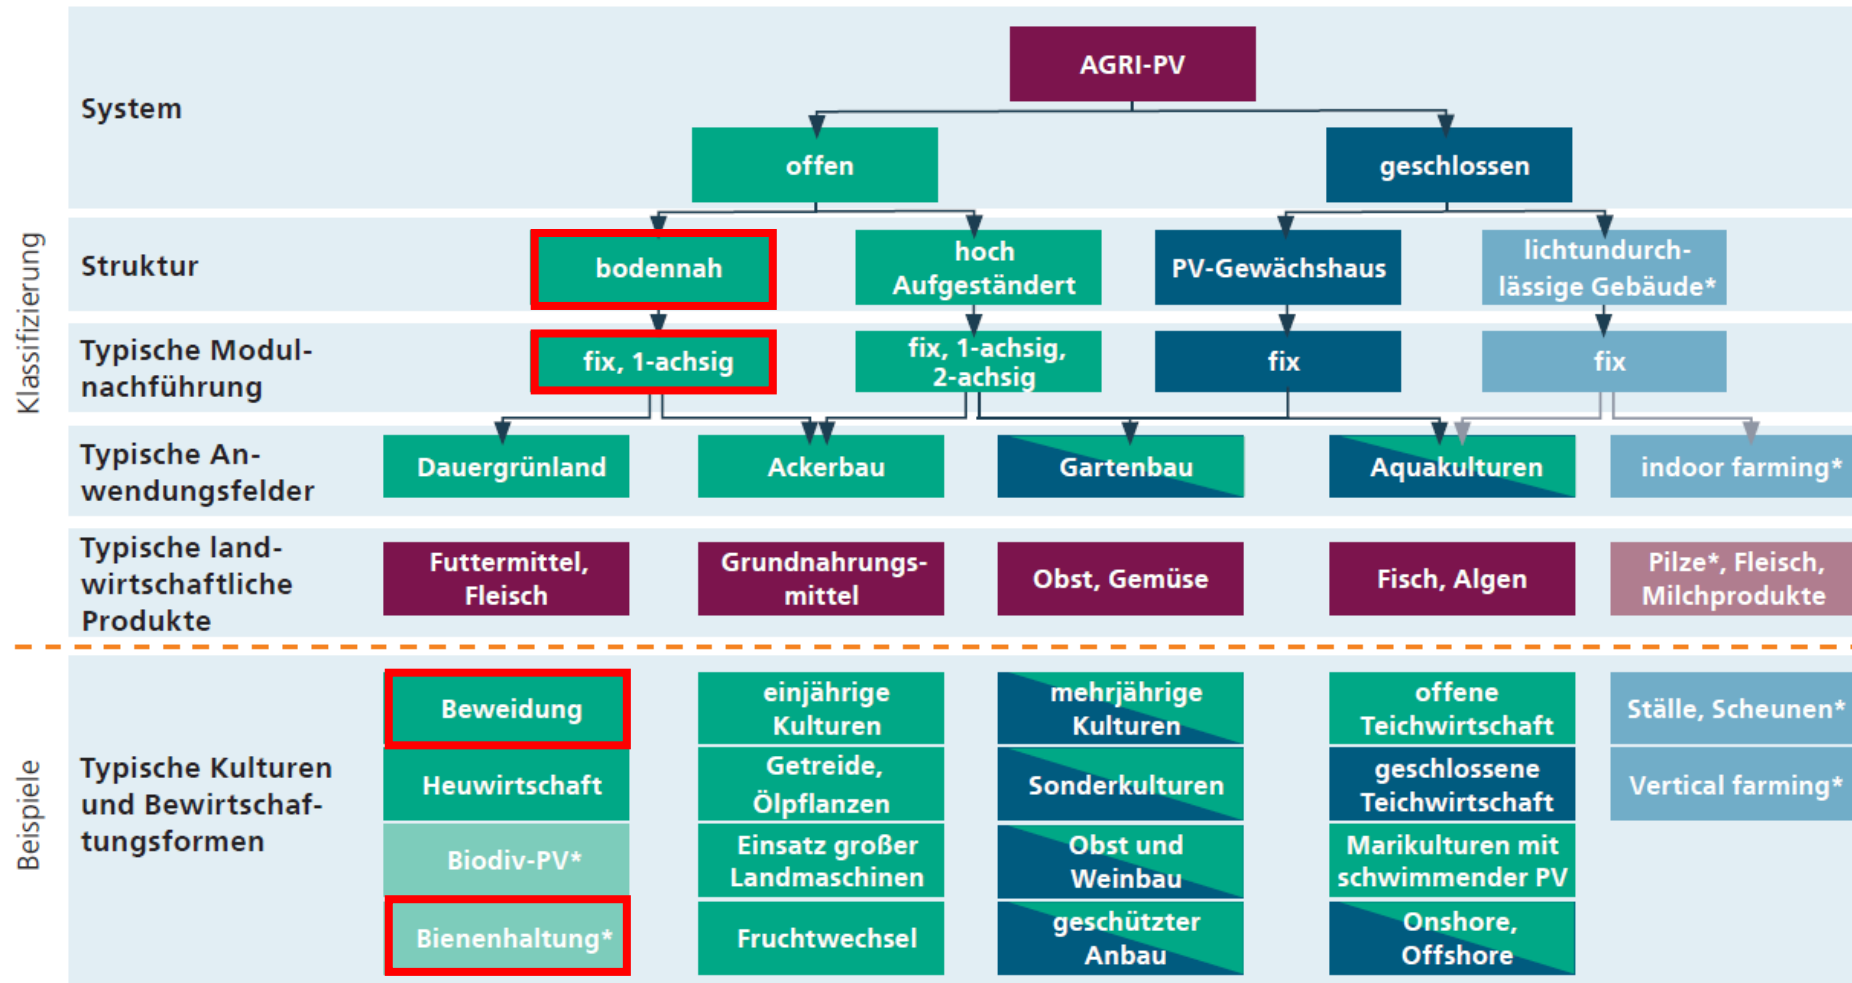 AGRI-PV
System
offen
geschlossen
Klassifizierung
Struktur
bodennah
hoch
Aufgeständert
PV-Gewächshaus
lichtundurch-
lässige Gebäude*
Typische Modul-
nachführung
fix, 1-achsig
fix, 1-achsig,
2-achsig
fix
fix
Typische An-
wendungsfelder
Dauergrünland
Ackerbau
Gartenbau
Aquakulturen
indoor farming*
Typische land-
wirtschaftliche
Produkte
Futtermittel,
Fleisch
Grundnahrungs-
mittel
Obst, Gemüse
Fisch, Algen
Pilze*, Fleisch,
Milchprodukte
Beispiele
Typische Kulturen
und Bewirtschaf-
tungsformen
Beweidung
einjährige
Kulturen
mehrjährige
Kulturen
offene
Teichwirtschaft
Ställe, Scheunen*
Heuwirtschaft
Getreide,
Ölpflanzen
Sonderkulturen
geschlossene
Teichwirtschaft
Vertical farming*
Biodiv-PV*
Einsatz großer
Landmaschinen
Obst und
Weinbau
Marikulturen mit
schwimmender PV
Bienenhaltung*
Fruchtwechsel
geschützter
Anbau
Onshore,
Offshore